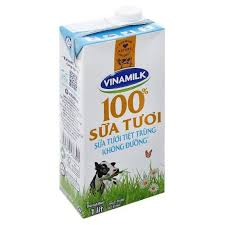 VINAMILK
100%
SỮA TƯƠI
SỮA TƯƠI TIỆT TRÙNG
KHÔNG ĐƯỜNG
1 Lít